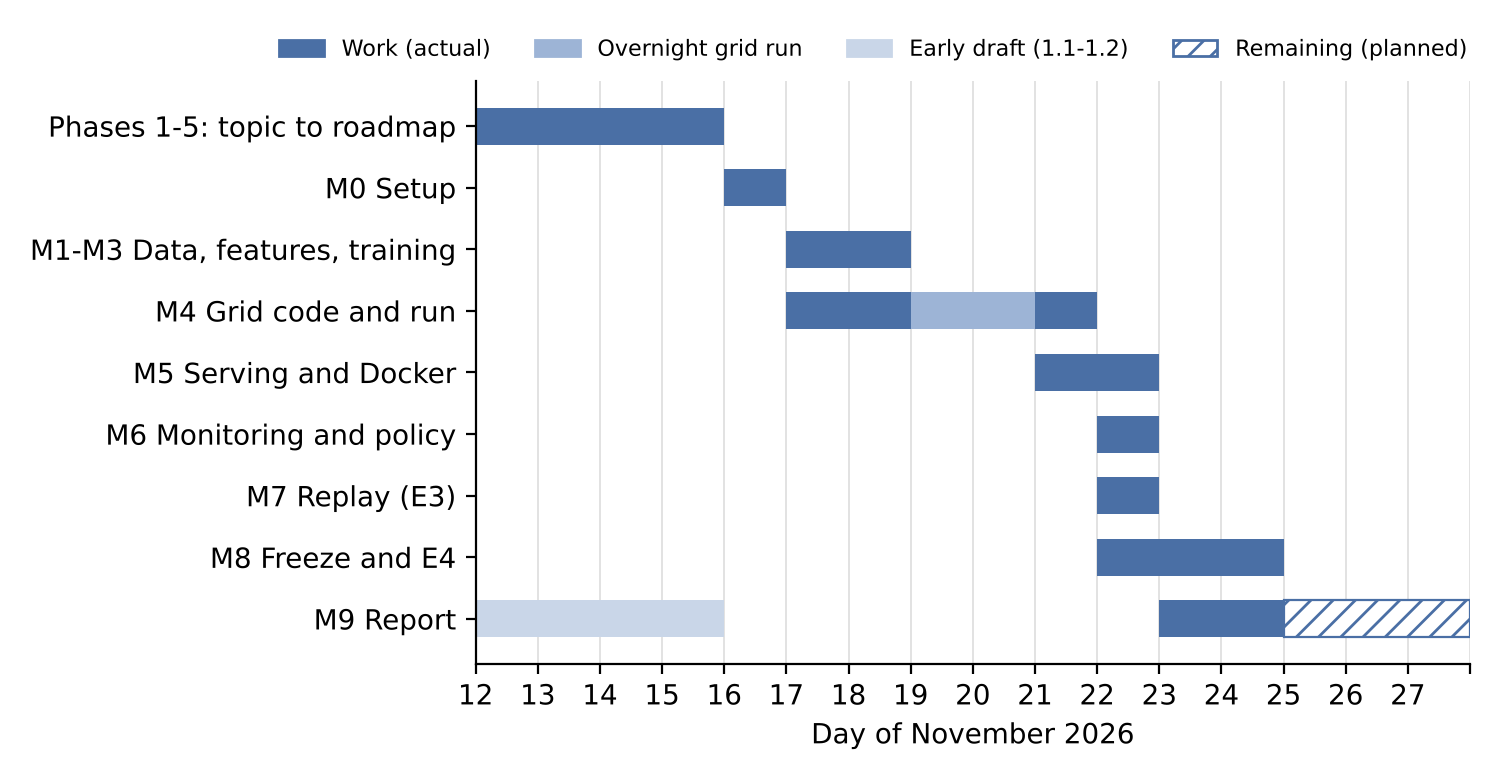 Work (actual) Overnight grid run Early draft (1.1-1.2) Remaining (planned)
Phases 1-5: topic to roadmap
M0 Setup
M1-M3 Data, features, training
M4 Grid code and run
M5 Serving and Docker
M6 Monitoring and policy
M7 Replay (E3)
M8 Freeze and E4
M9 Report
12 13 14 15 16 17 18 19 20 21 22 23 24 25 26 27
Day of November 2026